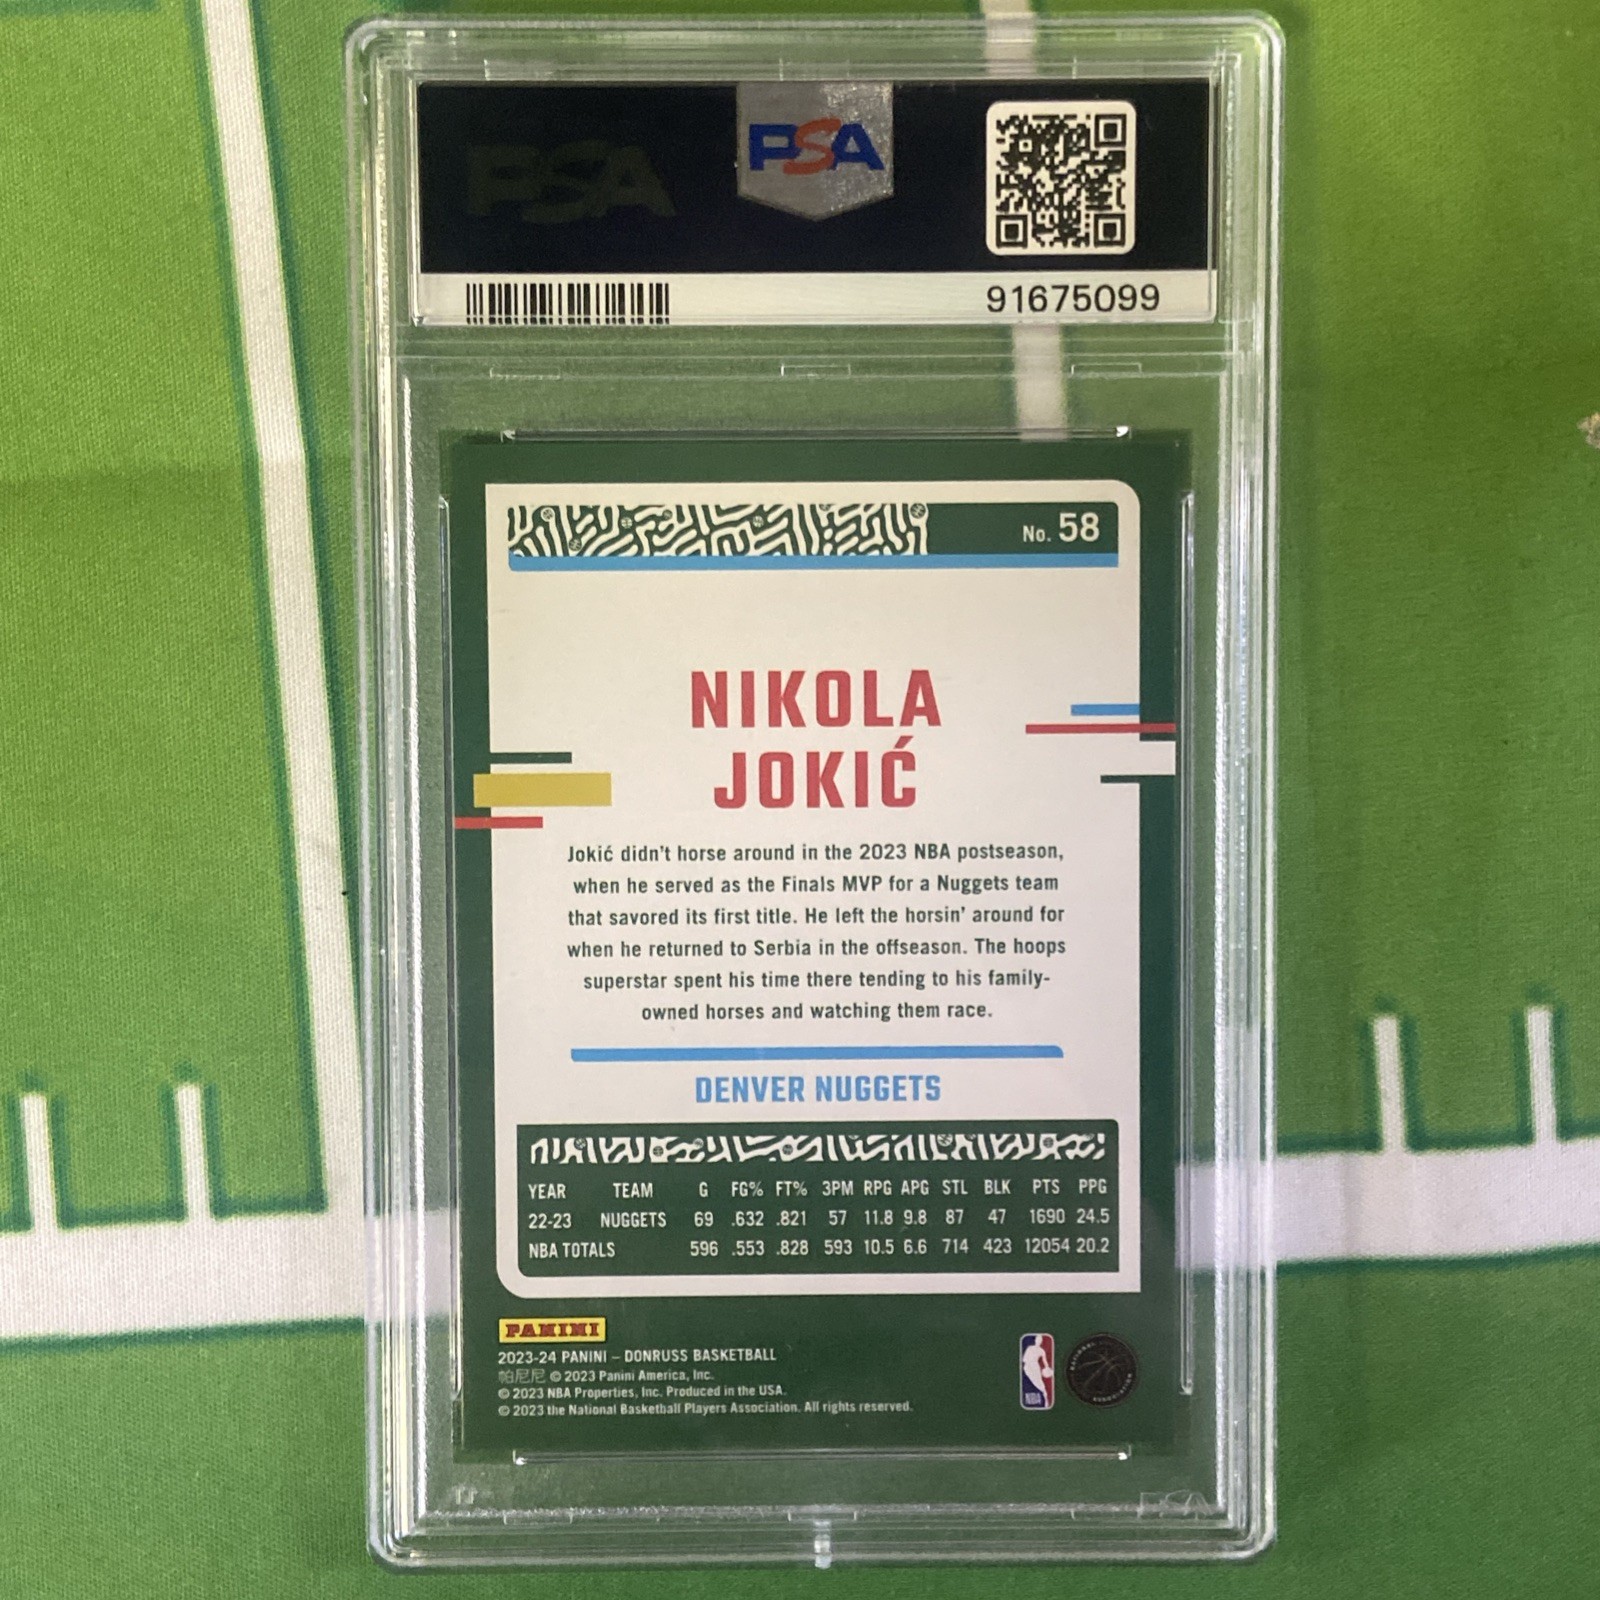 PSA
PSA
91675099
No. 58
NIKOLA
JOKIĆ
Jokić didn't horse around in the 2023 NBA postseason,
when he served as the Finals MVP for a Nuggets team
that savored its first title. He left the horsin' around for
when he returned to Serbia in the offseason. The hoops
superstar spent his time there tending to his family-
owned horses and watching them race.
DENVER NUGGETS
YEAR TEAM G FG% FT% 3PM RPG APG STL BLK PTS PPG
22-23 NUGGETS 69 .632 .821 57 11.8 9.8 87 47 1690 24.5
NBA TOTALS 596 .553 .828 593 10.5 6.6 714 423 12054 20.2
PANINI
2023-24 PANINI – DONRUSS BASKETBALL
帕尼尼 © 2023 Panini America, Inc.
© 2023 NBA Properties, Inc. Produced in the USA.
© 2023 the National Basketball Players Association. All rights reserved.
NBA
PSA